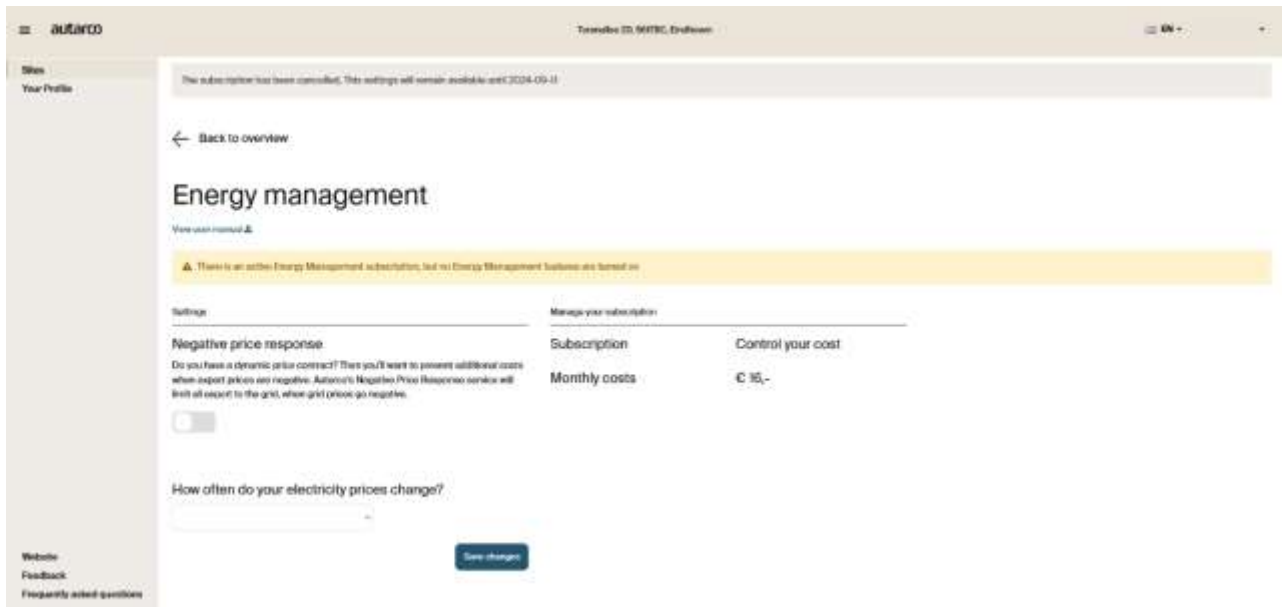 autarco
Torenallee 20, 5617BC, Eindhoven
EN
Sites
Your Profile
The subscription has been cancelled. This settings will remain available until 2024-09-11
Back to overview
Energy management
View user manual
There is an active Energy Management subscription, but no Energy Management features are turned on
Settings
Manage your subscription
Negative price response
Do you have a dynamic price contract? Then you'll want to prevent additional costs
when export prices are negative. Autarco's Negative Price Response service will
limit all export to the grid, when grid prices go negative.
Subscription
Control your cost
Monthly costs
€ 16,-
How often do your electricity prices change?
Save changes
Website
Feedback
Frequently asked questions